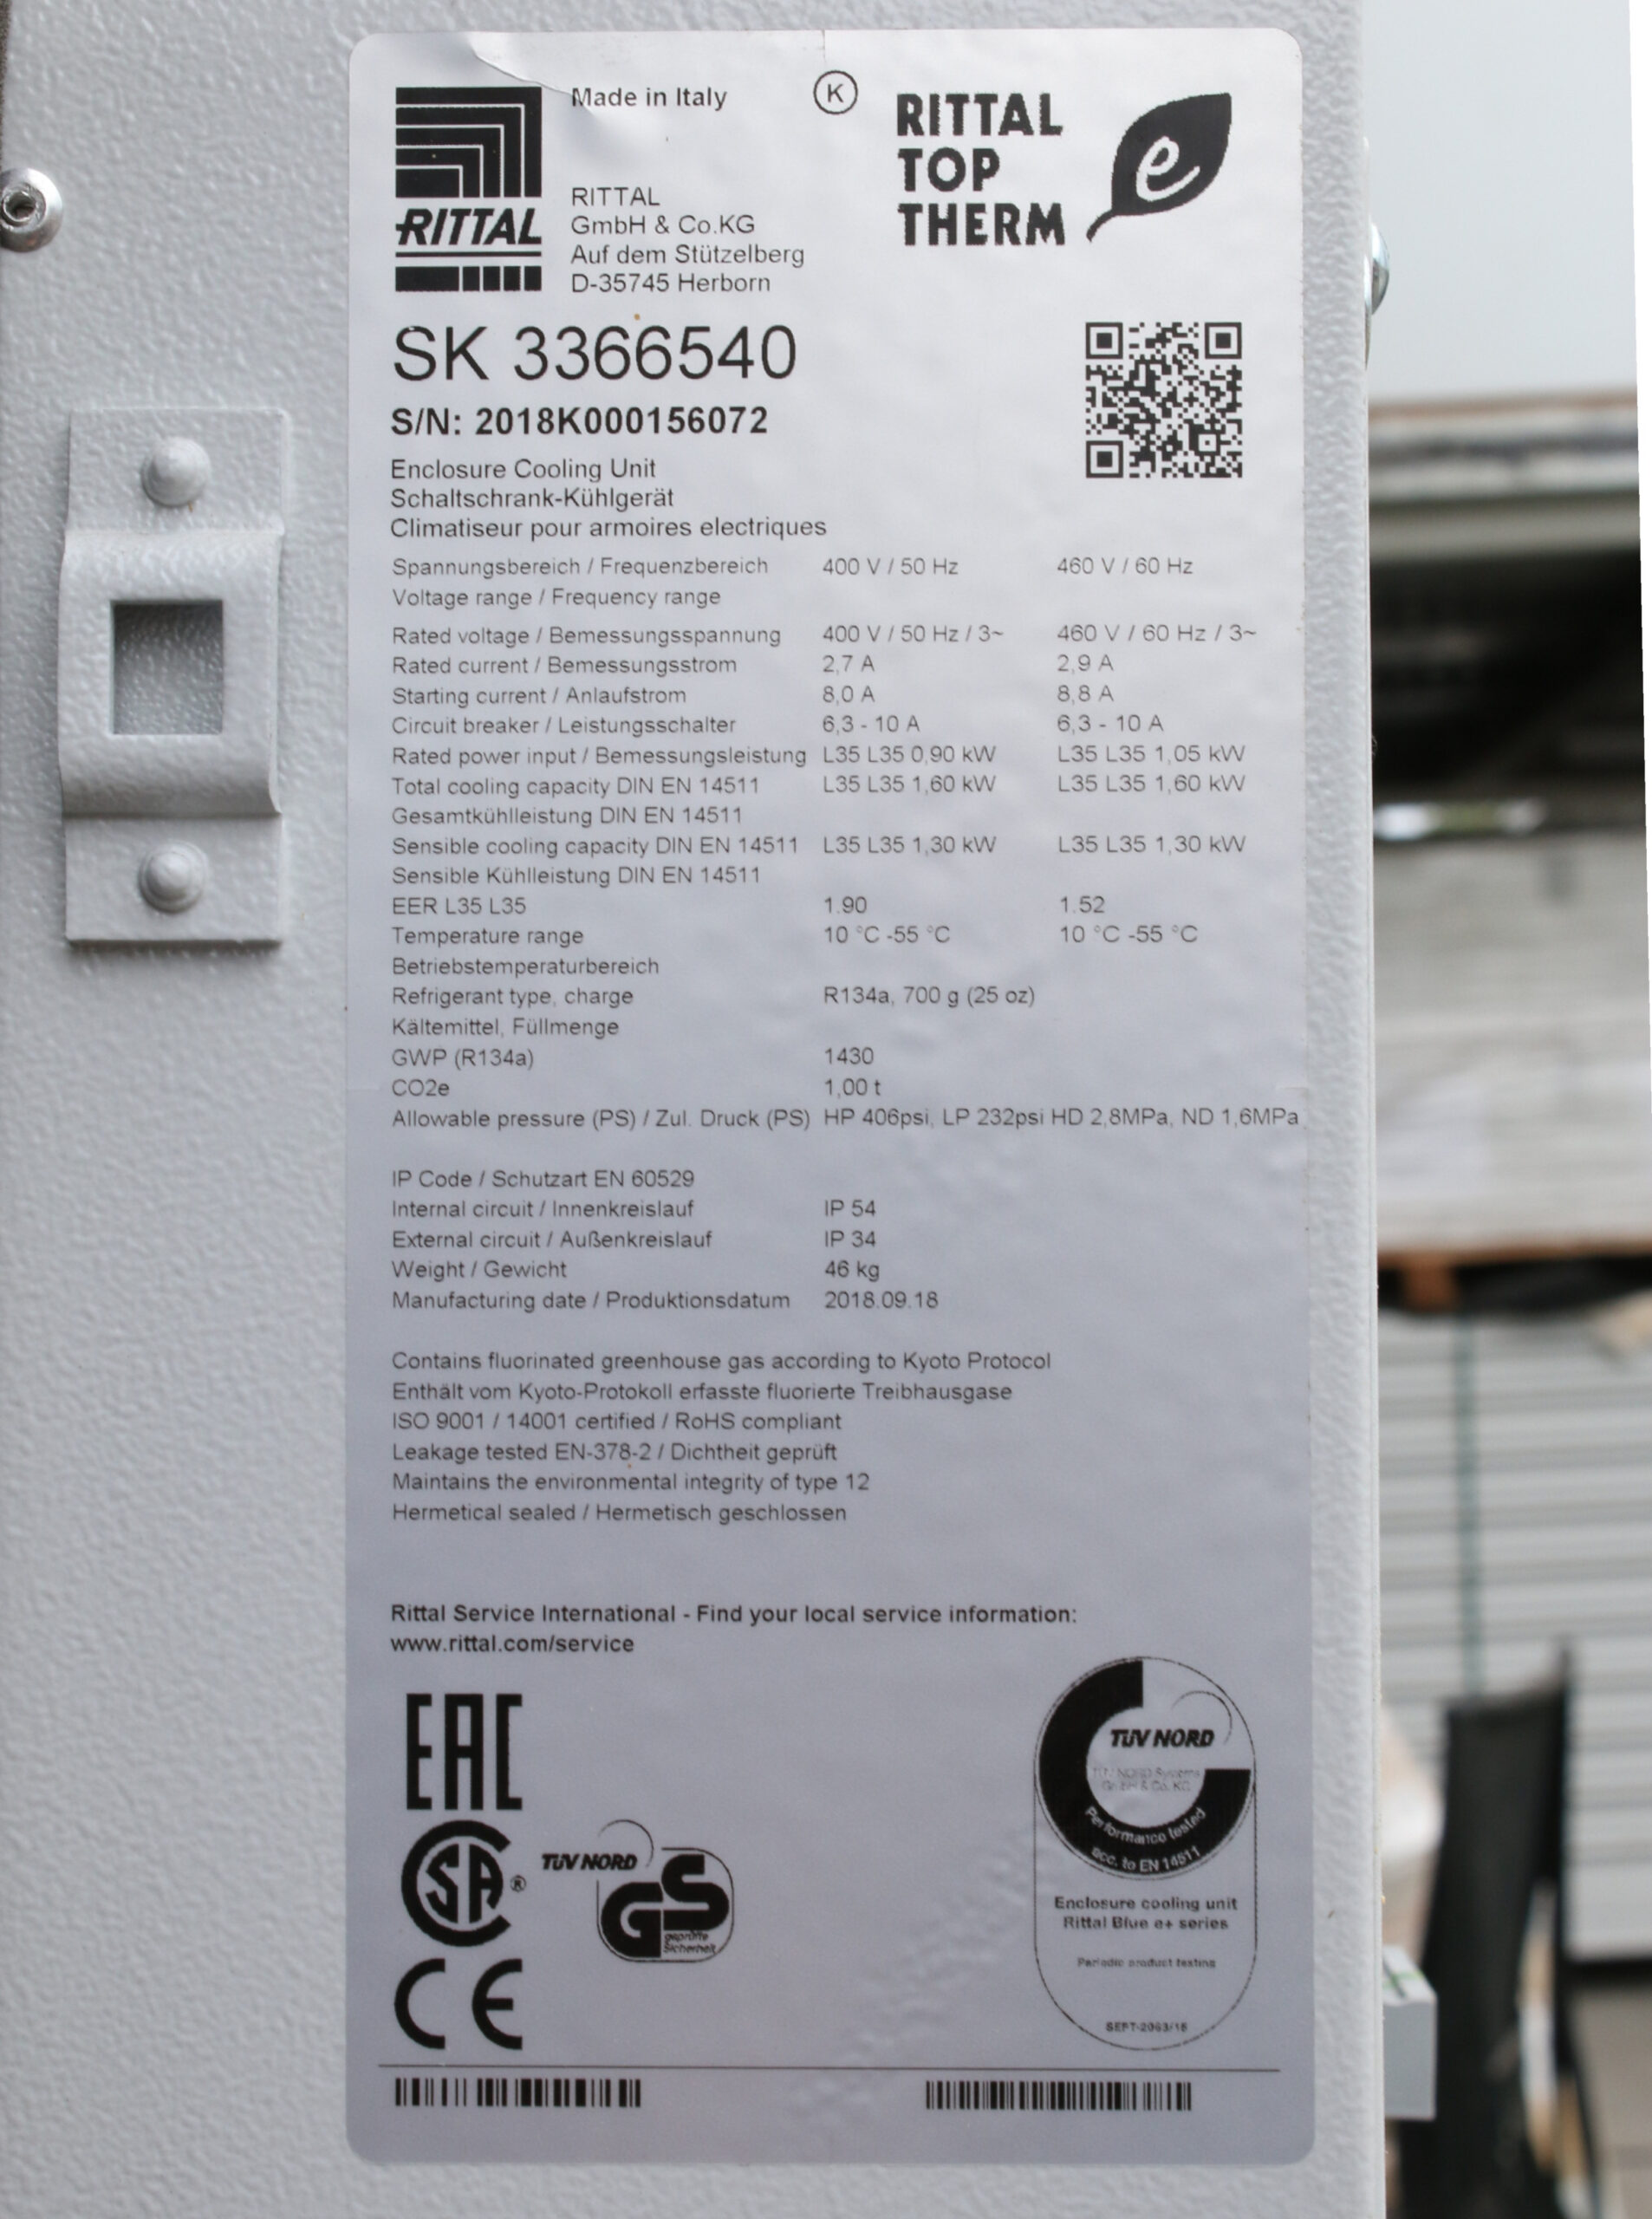 Made in Italy
K
RITTAL
TOP
THERM
e
RITTAL
RITTAL
GmbH & Co.KG
Auf dem Stützelberg
D-35745 Herborn
SK 3366540
S/N: 2018K000156072
Enclosure Cooling Unit
Schaltschrank-Kühlgerät
Climatiseur pour armoires electriques
Spannungsbereich / Frequenzbereich 400 V / 50 Hz 460 V / 60 Hz
Voltage range / Frequency range
Rated voltage / Bemessungsspannung 400 V / 50 Hz / 3~ 460 V / 60 Hz / 3~
Rated current / Bemessungsstrom 2,7 A 2,9 A
Starting current / Anlaufstrom 8,0 A 8,8 A
Circuit breaker / Leistungsschalter 6,3 - 10 A 6,3 - 10 A
Rated power input / Bemessungsleistung L35 L35 0,90 kW L35 L35 1,05 kW
Total cooling capacity DIN EN 14511 L35 L35 1,60 kW L35 L35 1,60 kW
Gesamtkühlleistung DIN EN 14511
Sensible cooling capacity DIN EN 14511 L35 L35 1,30 kW L35 L35 1,30 kW
Sensible Kühlleistung DIN EN 14511
EER L35 L35 1.90 1.52
Temperature range 10 °C -55 °C 10 °C -55 °C
Betriebstemperaturbereich
Refrigerant type, charge R134a, 700 g (25 oz)
Kältemittel, Füllmenge
GWP (R134a) 1430
CO2e 1,00 t
Allowable pressure (PS) / Zul. Druck (PS) HP 406psi, LP 232psi HD 2,8MPa, ND 1,6MPa
IP Code / Schutzart EN 60529
Internal circuit / Innenkreislauf IP 54
External circuit / Außenkreislauf IP 34
Weight / Gewicht 46 kg
Manufacturing date / Produktionsdatum 2018.09.18
Contains fluorinated greenhouse gas according to Kyoto Protocol
Enthält vom Kyoto-Protokoll erfasste fluorierte Treibhausgase
ISO 9001 / 14001 certified / RoHS compliant
Leakage tested EN-378-2 / Dichtheit geprüft
Maintains the environmental integrity of type 12
Hermetical sealed / Hermetisch geschlossen
Rittal Service International - Find your local service information:
www.rittal.com/service
EAC
SA ®
TÜV NORD
GS
geprüfte
Sicherheit
CE
TÜV NORD
TÜV NORD Systems
GmbH & Co. KG
Performance tested
acc. to EN 14511
Enclosure cooling unit
Rittal Blue e+ series
Periodic product testing